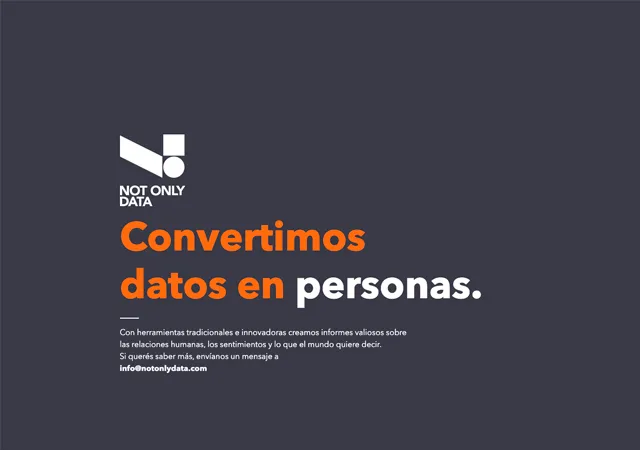 NOT ONLY
DATA
Convertimos
datos en personas.
Con herramientas tradicionales e innovadoras creamos informes valiosos sobre
las relaciones humanas, los sentimientos y lo que el mundo quiere decir.
Si querés saber más, envíanos un mensaje a
info@notonlydata.com